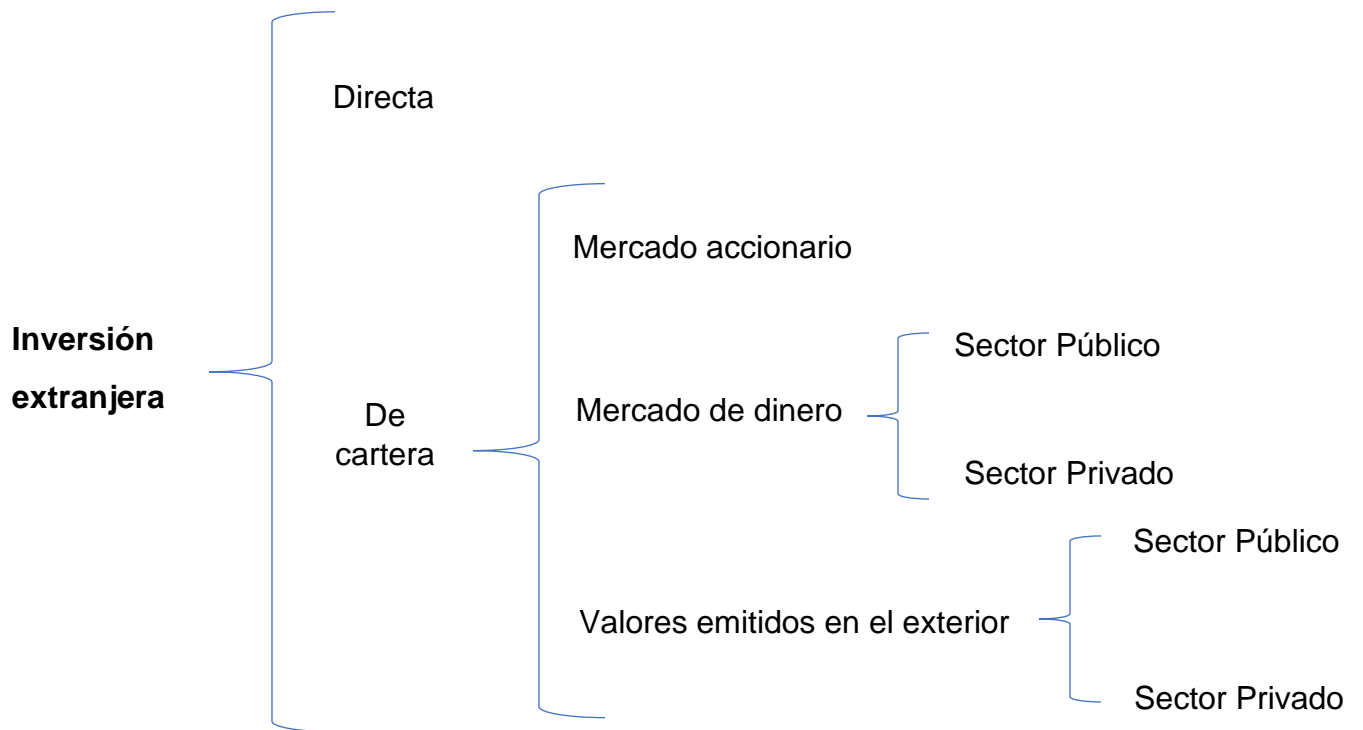 Directa
Mercado accionario
Inversión
extranjera
Sector Público
De
cartera
Mercado de dinero
Sector Privado
Sector Público
Valores emitidos en el exterior
Sector Privado